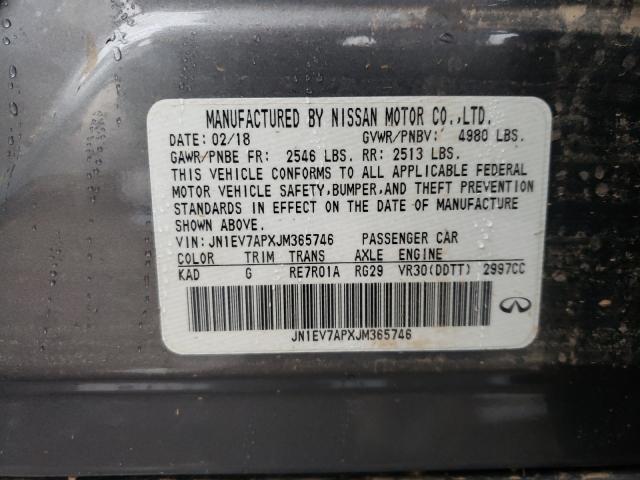 MANUFACTURED BY NISSAN MOTOR CO.,LTD.
DATE: 02/18 GVWR/PNBV: 4980 LBS.
GAWR/PNBE FR: 2546 LBS. RR: 2513 LBS.
THIS VEHICLE CONFORMS TO ALL APPLICABLE FEDERAL
MOTOR VEHICLE SAFETY,BUMPER,AND THEFT PREVENTION
STANDARDS IN EFFECT ON THE DATE OF MANUFACTURE
SHOWN ABOVE.
VIN: JN1EV7APXJM365746 PASSENGER CAR
COLOR TRIM TRANS AXLE ENGINE
KAD G RE7R01A RG29 VR30(DDTT) 2997CC
JN1EV7APXJM365746